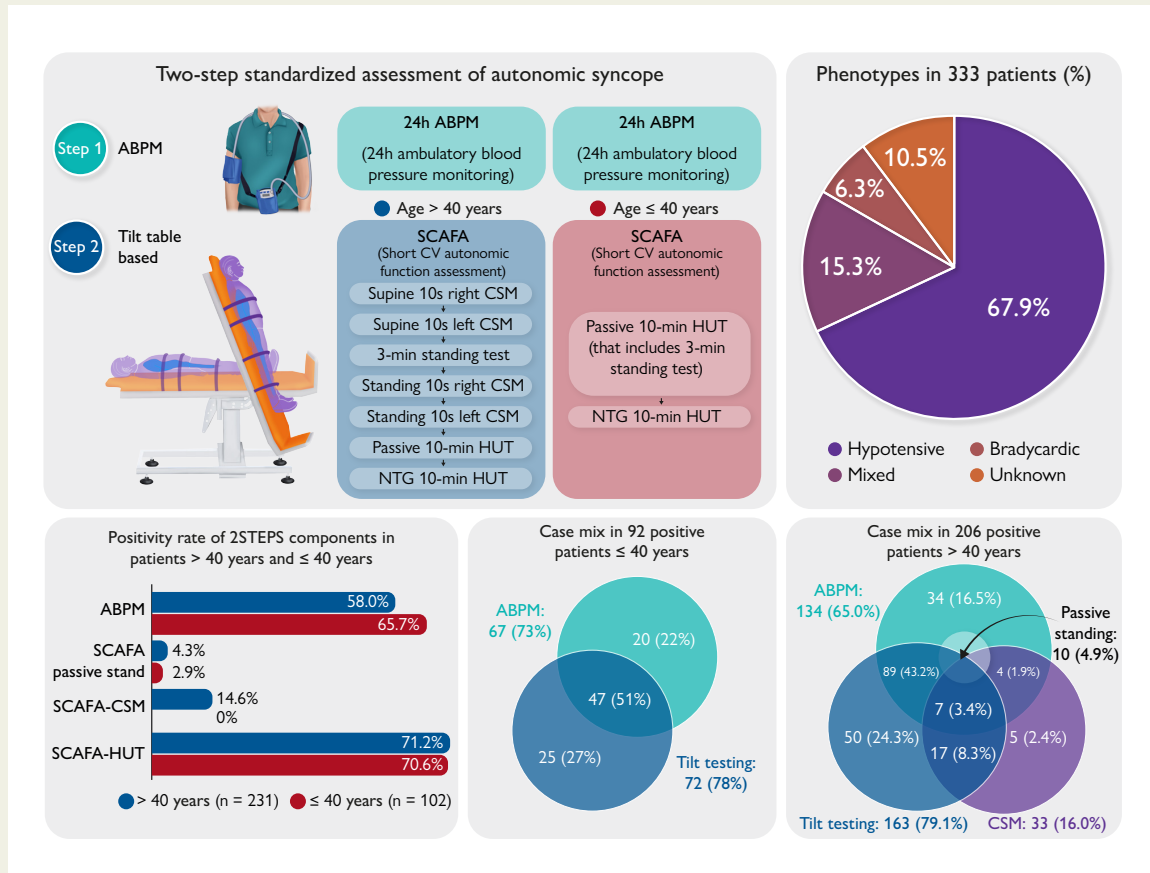 Two-step standardized assessment of autonomic syncope
Step 1
ABPM
24h ABPM
(24h ambulatory blood
pressure monitoring)
24h ABPM
(24h ambulatory blood
pressure monitoring)
Age > 40 years
Age ≤ 40 years
Step 2
Tilt table
based
SCAFA
(Short CV autonomic
function assessment)
Supine 10s right CSM
Supine 10s left CSM
3-min standing test
Standing 10s right CSM
Standing 10s left CSM
Passive 10-min HUT
NTG 10-min HUT
SCAFA
(Short CV autonomic
function assessment)
Passive 10-min HUT
(that includes 3-min
standing test)
NTG 10-min HUT
Phenotypes in 333 patients (%)
10.5%
6.3%
15.3%
67.9%
Hypotensive
Bradycardic
Mixed
Unknown
Positivity rate of 2STEPS components in
patients > 40 years and ≤ 40 years
ABPM
58.0%
65.7%
SCAFA
passive stand
4.3%
2.9%
SCAFA-CSM
14.6%
0%
SCAFA-HUT
71.2%
70.6%
> 40 years (n = 231)
≤ 40 years (n = 102)
Case mix in 92 positive
patients ≤ 40 years
ABPM:
67 (73%)
20 (22%)
47 (51%)
25 (27%)
Tilt testing:
72 (78%)
Case mix in 206 positive
patients > 40 years
ABPM:
134 (65.0%)
34 (16.5%)
Passive
standing:
10 (4.9%)
89 (43.2%)
4 (1.9%)
7 (3.4%)
50 (24.3%)
17 (8.3%)
5 (2.4%)
Tilt testing: 163 (79.1%)
CSM: 33 (16.0%)